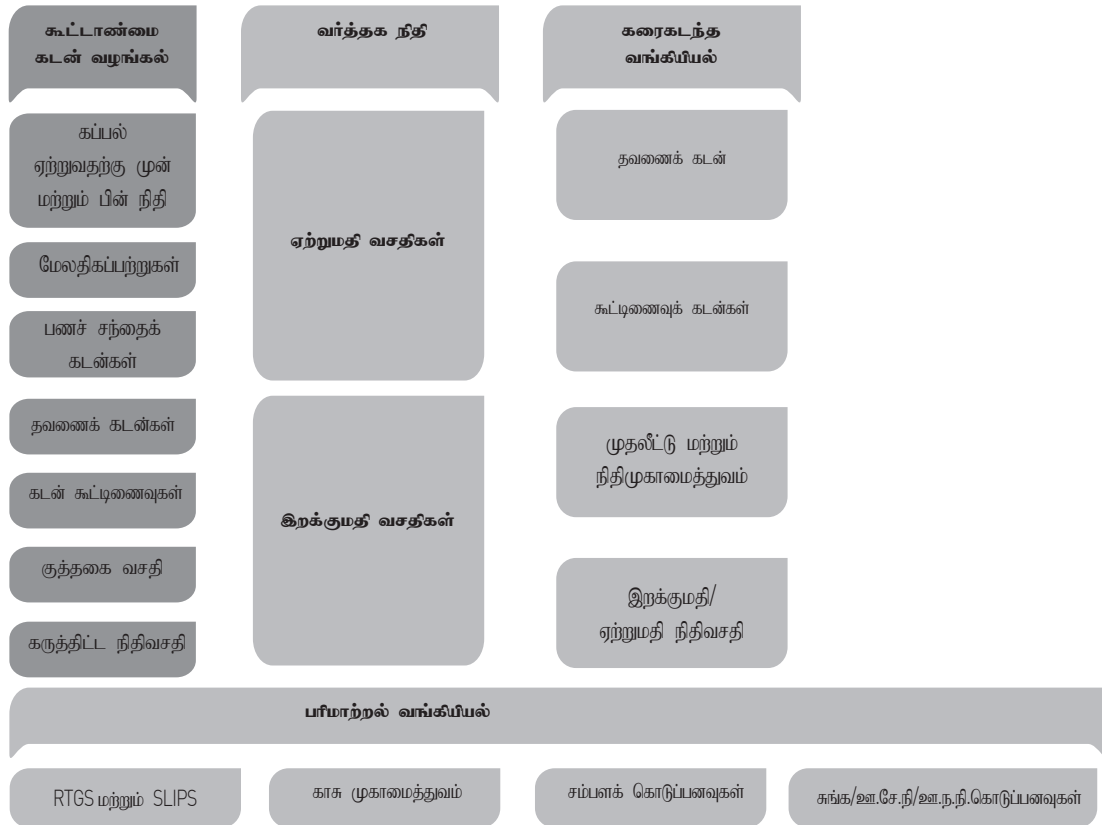 கூட்டாண்மை
கடன் வழங்கல்
கப்பல்
ஏற்றுவதற்கு முன்
மற்றும் பின் நிதி
மேலதிகப்பற்றுகள்
பணச் சந்தைக்
கடன்கள்
தவணைக் கடன்கள்
கடன் கூட்டிணைவுகள்
குத்தகை வசதி
கருத்திட்ட நிதிவசதி
வர்த்தக நிதி
ஏற்றுமதி வசதிகள்
இறக்குமதி வசதிகள்
கரைகடந்த
வங்கியியல்
தவணைக் கடன்
கூட்டிணைவுக் கடன்கள்
முதலீட்டு மற்றும்
நிதிமுகாமைத்துவம்
இறக்குமதி/
ஏற்றுமதி நிதிவசதி
பரிமாற்றல் வங்கியியல்
RTGS மற்றும் SLIPS
காசு முகாமைத்துவம்
சம்பளக் கொடுப்பனவுகள்
சுங்க/ஊ.சே.நி/ஊ.ந.நி.கொடுப்பனவுகள்